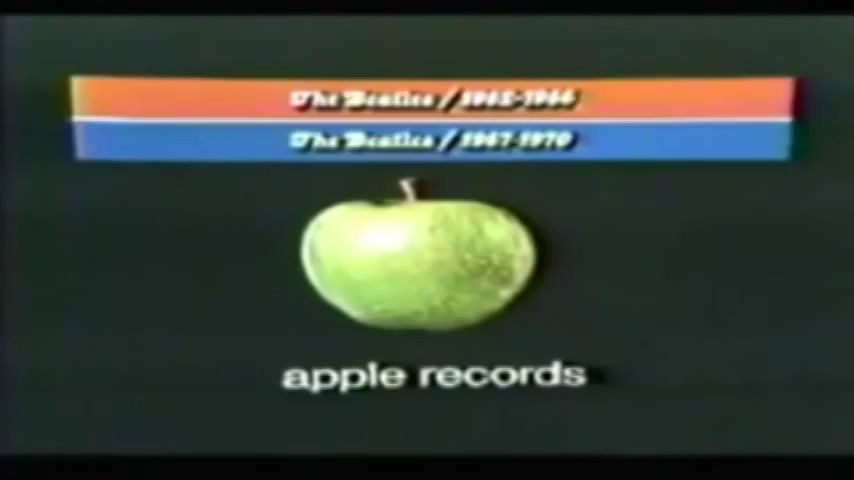 The Beatles / 1962-1966
The Beatles / 1967-1970
apple records